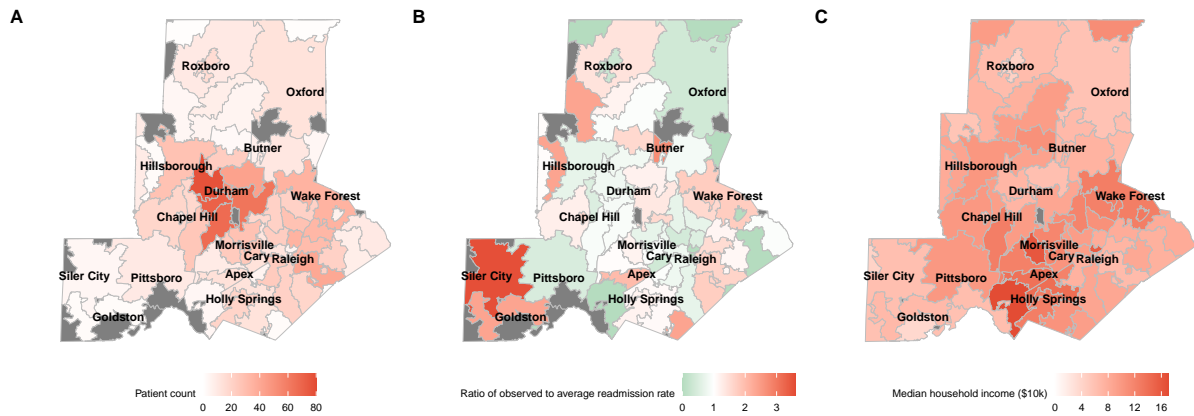 A
Roxboro
Oxford
Butner
Hillsborough
Durham
Wake Forest
Chapel Hill
Morrisville
Cary
Raleigh
Siler City
Pittsboro
Apex
Holly Springs
Goldston
Patient count
0 20 40 60 80
B
Roxboro
Oxford
Butner
Hillsborough
Durham
Wake Forest
Chapel Hill
Morrisville
Cary
Raleigh
Siler City
Pittsboro
Apex
Holly Springs
Goldston
Ratio of observed to average readmission rate
0 1 2 3
C
Roxboro
Oxford
Butner
Hillsborough
Durham
Wake Forest
Chapel Hill
Morrisville
Cary
Raleigh
Siler City
Pittsboro
Apex
Holly Springs
Goldston
Median household income ($10k)
0 4 8 12 16